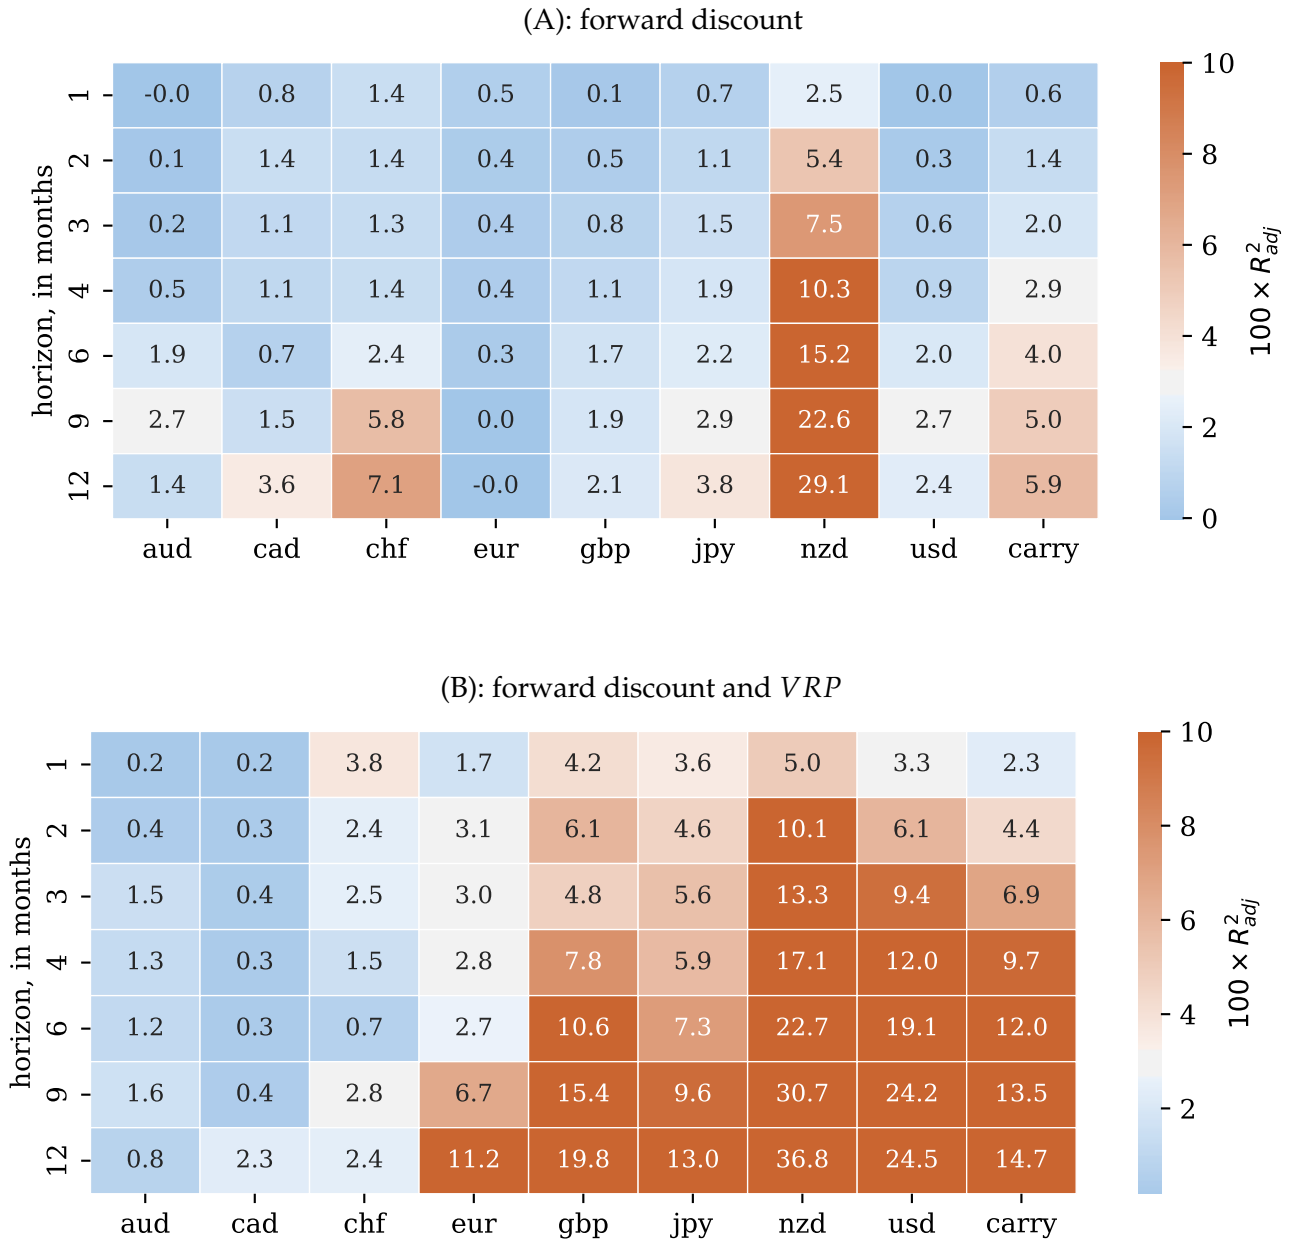 (A): forward discount
horizon, in months
1 -0.0 0.8 1.4 0.5 0.1 0.7 2.5 0.0 0.6
2 0.1 1.4 1.4 0.4 0.5 1.1 5.4 0.3 1.4
3 0.2 1.1 1.3 0.4 0.8 1.5 7.5 0.6 2.0
4 0.5 1.1 1.4 0.4 1.1 1.9 10.3 0.9 2.9
6 1.9 0.7 2.4 0.3 1.7 2.2 15.2 2.0 4.0
9 2.7 1.5 5.8 0.0 1.9 2.9 22.6 2.7 5.0
12 1.4 3.6 7.1 -0.0 2.1 3.8 29.1 2.4 5.9
aud cad chf eur gbp jpy nzd usd carry
10
8
6
4
2
0
100 × R²adj
(B): forward discount and VRP
horizon, in months
1 0.2 0.2 3.8 1.7 4.2 3.6 5.0 3.3 2.3
2 0.4 0.3 2.4 3.1 6.1 4.6 10.1 6.1 4.4
3 1.5 0.4 2.5 3.0 4.8 5.6 13.3 9.4 6.9
4 1.3 0.3 1.5 2.8 7.8 5.9 17.1 12.0 9.7
6 1.2 0.3 0.7 2.7 10.6 7.3 22.7 19.1 12.0
9 1.6 0.4 2.8 6.7 15.4 9.6 30.7 24.2 13.5
12 0.8 2.3 2.4 11.2 19.8 13.0 36.8 24.5 14.7
aud cad chf eur gbp jpy nzd usd carry
10
8
6
4
2
100 × R²adj